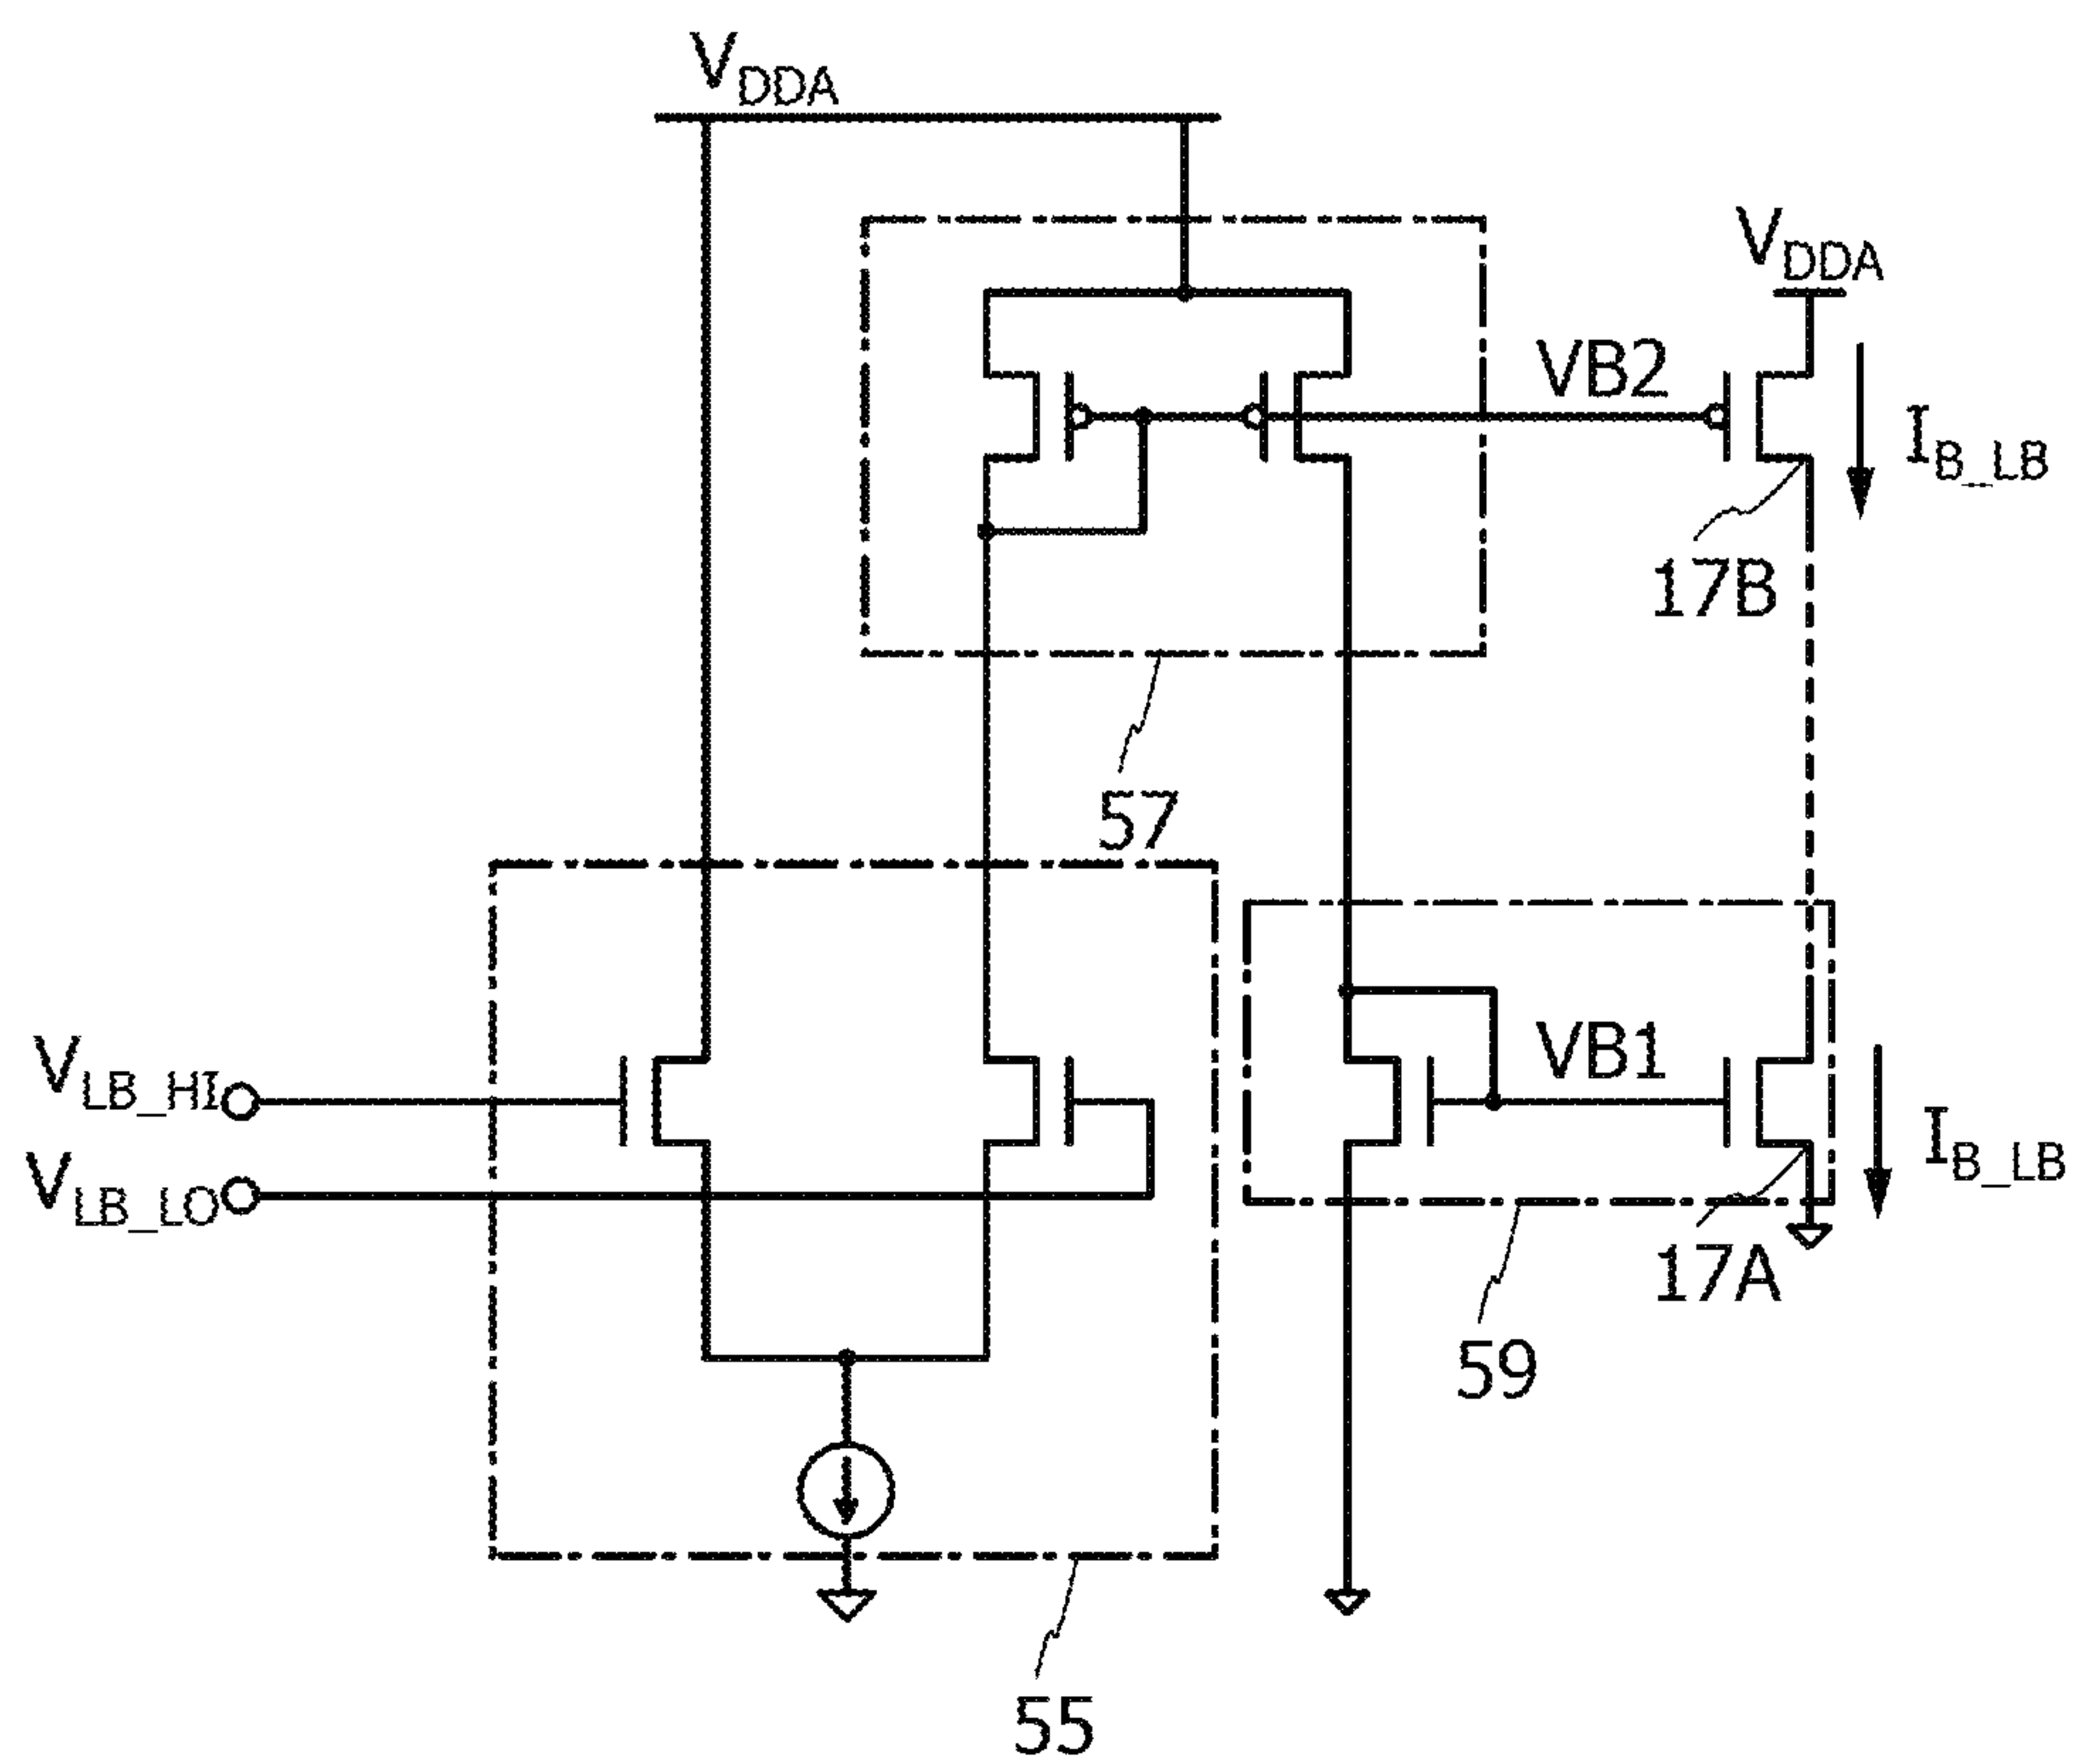 VDDA
VDDA
VB2
IB_LB
17B
57
VLB_HI
VB1
VLB_LO
IB_LB
17A
59
55